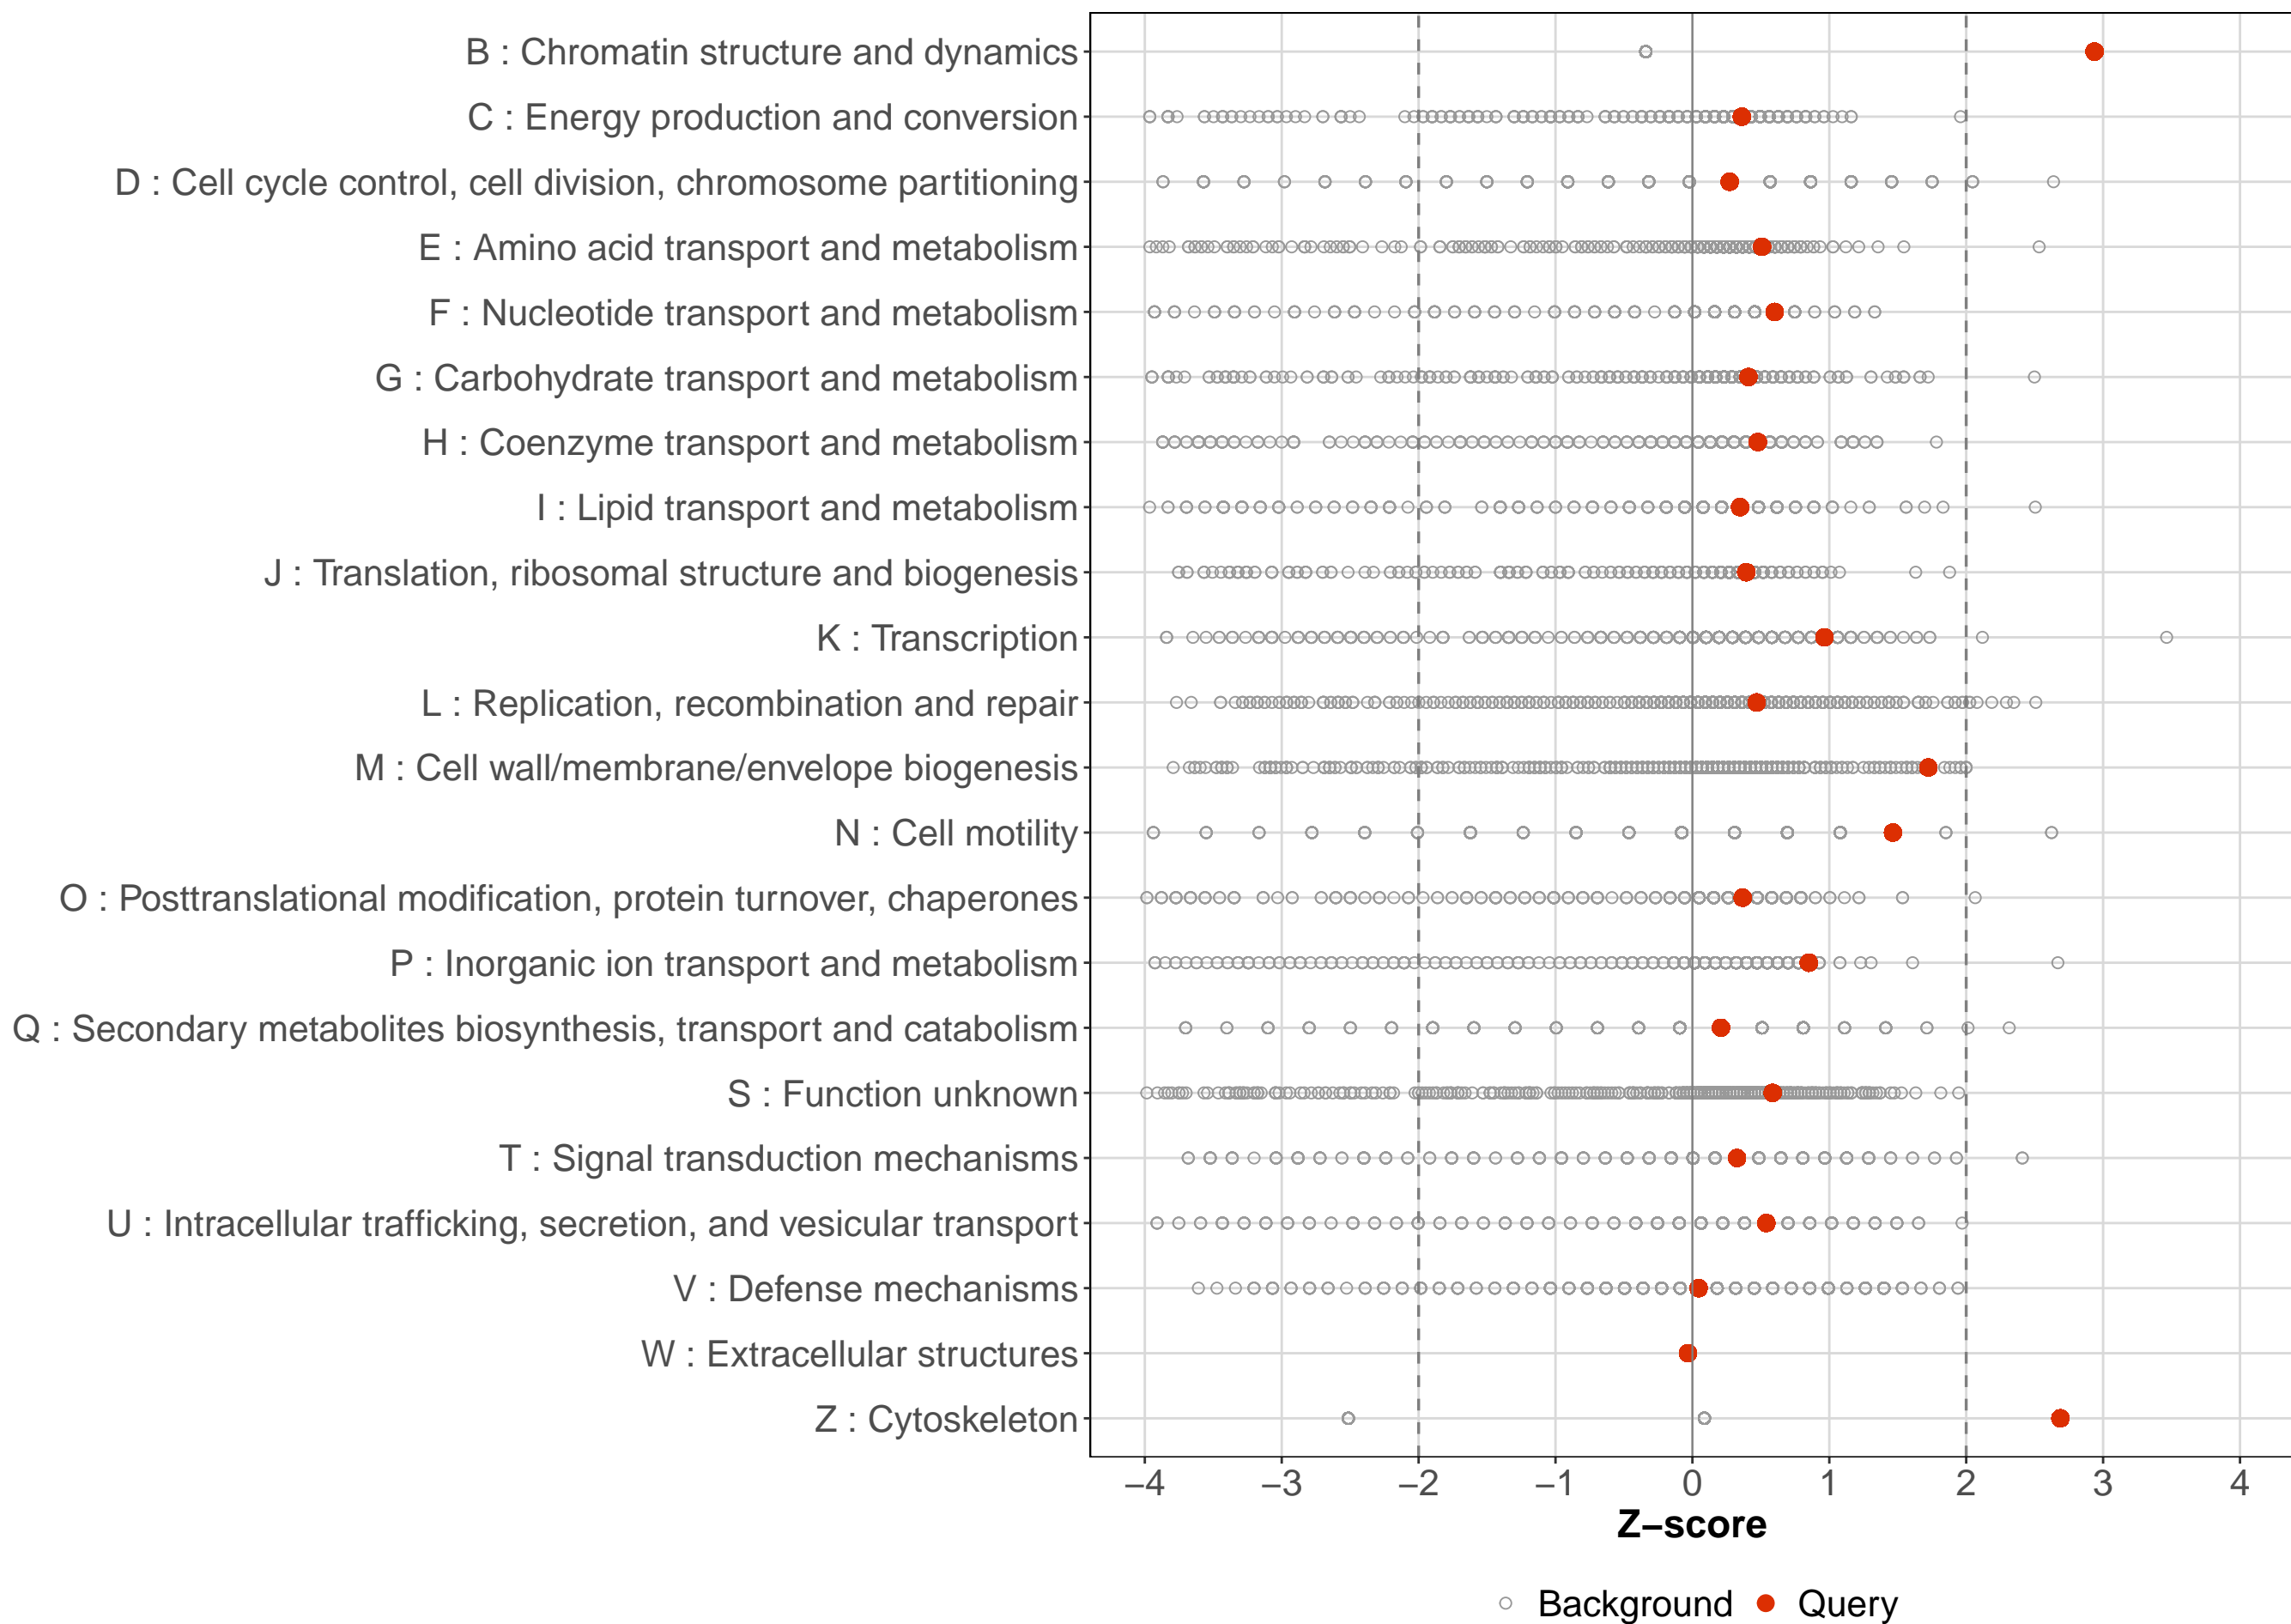 B : Chromatin structure and dynamics
C : Energy production and conversion
D : Cell cycle control, cell division, chromosome partitioning
E : Amino acid transport and metabolism
F : Nucleotide transport and metabolism
G : Carbohydrate transport and metabolism
H : Coenzyme transport and metabolism
I : Lipid transport and metabolism
J : Translation, ribosomal structure and biogenesis
K : Transcription
L : Replication, recombination and repair
M : Cell wall/membrane/envelope biogenesis
N : Cell motility
O : Posttranslational modification, protein turnover, chaperones
P : Inorganic ion transport and metabolism
Q : Secondary metabolites biosynthesis, transport and catabolism
S : Function unknown
T : Signal transduction mechanisms
U : Intracellular trafficking, secretion, and vesicular transport
V : Defense mechanisms
W : Extracellular structures
Z : Cytoskeleton
−4 −3 −2 −1 0 1 2 3 4
Z−score
Background Query